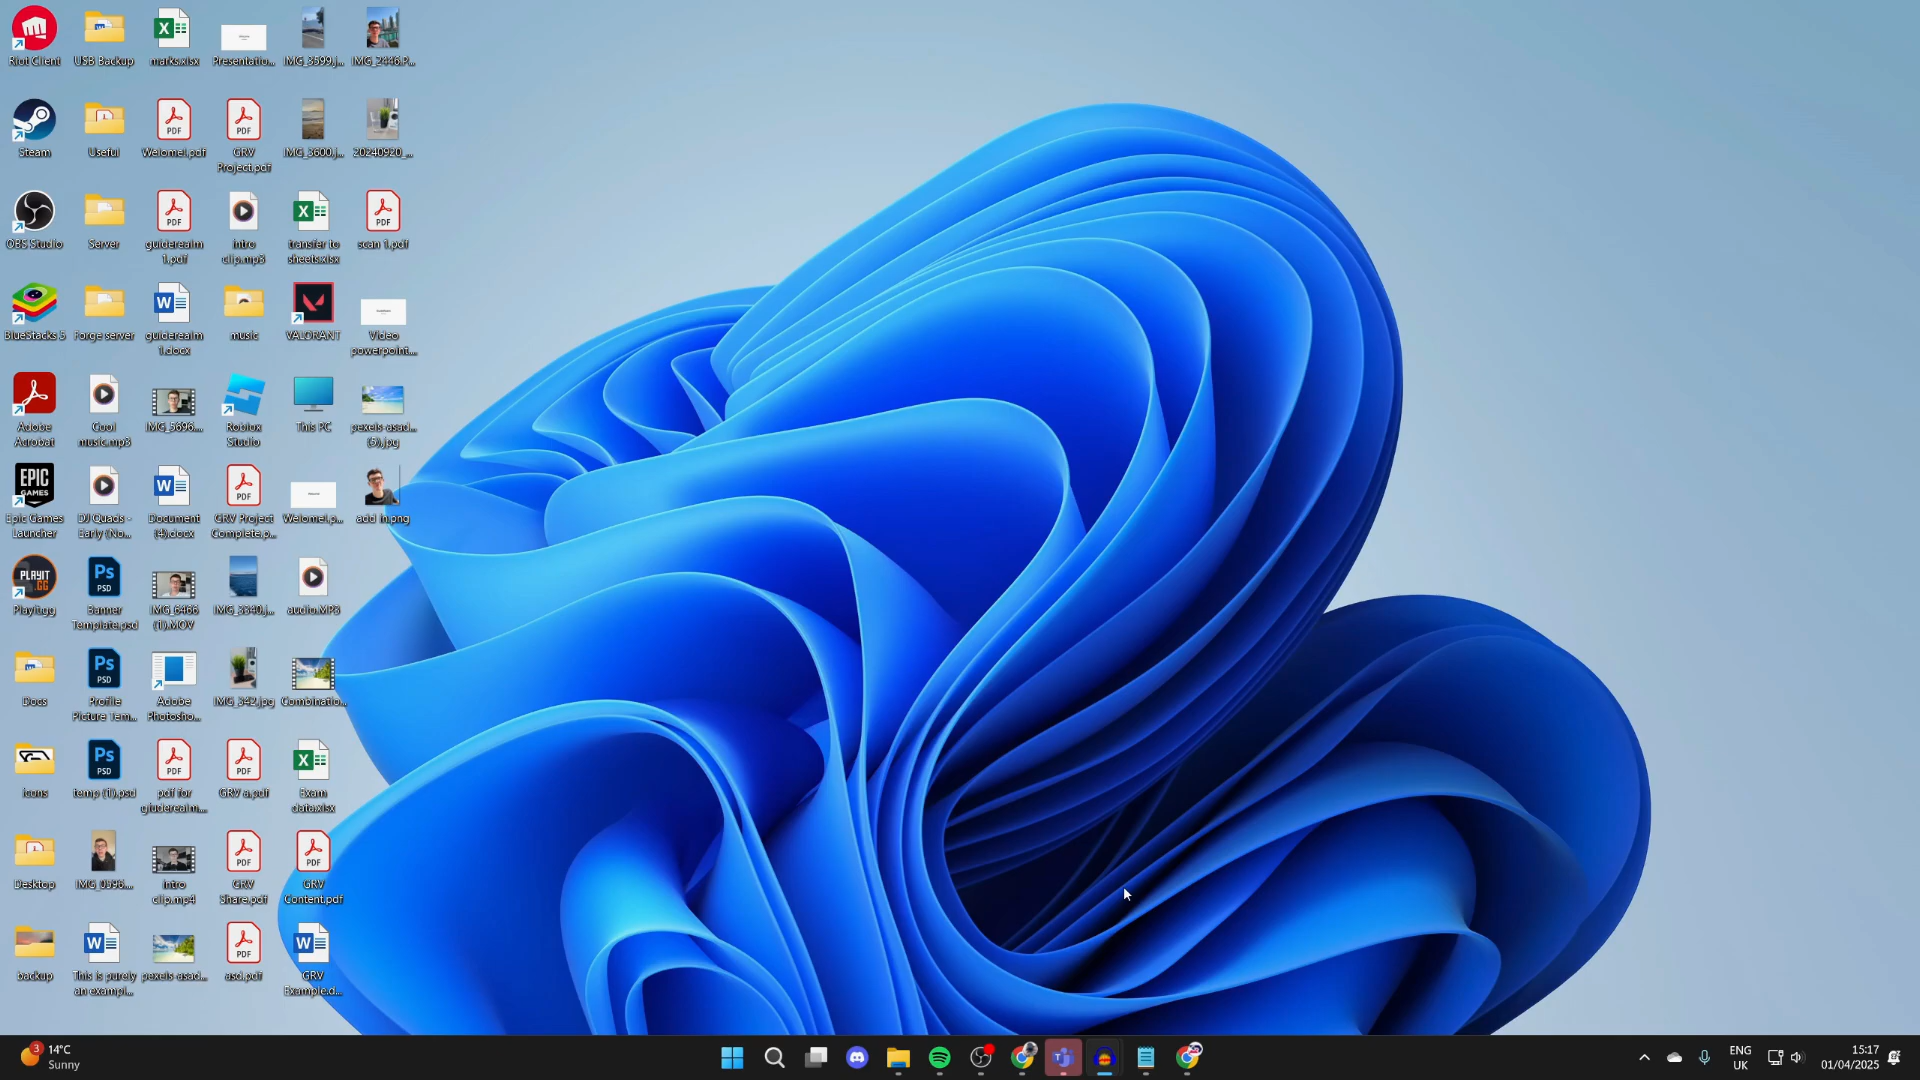 Riot Client
USB Backup
marks.xlsx
Presentatio...
IMG_3599.j...
IMG_2446.P...
Steam
Useful
Welome!.pdf
GRV
Project.pdf
IMG_3600.j...
20240920_...
OBS Studio
Server
guiderealm
1.pdf
intro
clip.mp3
transfer to
sheets.xlsx
scan 1.pdf
BlueStacks 5
Forge server
guiderealm
1.docx
music
VALORANT
Video
powerpoint...
Adobe
Acrobat
Cool
music.mp3
IMG_5696....
Roblox
Studio
This PC
pexels-asad...
(5).jpg
EPIC
GAMES
Epic Games
Launcher
DJ Quads -
Early (No...
Document
(4).docx
GRV Project
Complete.p...
Welome!.p...
add in.png
PLAYIT
GG
Playit.gg
Banner
Template.psd
IMG_6466
(1).MOV
IMG_3340.j...
audio.MP3
Docs
Profile
Picture Tem...
Adobe
Photosho...
IMG_342.jpg
Combinatio...
icons
temp (1).psd
pdf for
giuderealm...
GRV a.pdf
Exam
data.xlsx
Desktop
IMG_0596....
intro
clip.mp4
GRV
Share.pdf
GRV
Content.pdf
backup
This is purely
an exampl...
pexels-asad...
asd.pdf
GRV
Example.d...
3
14°C
Sunny
ENG
UK
15:17
01/04/2025